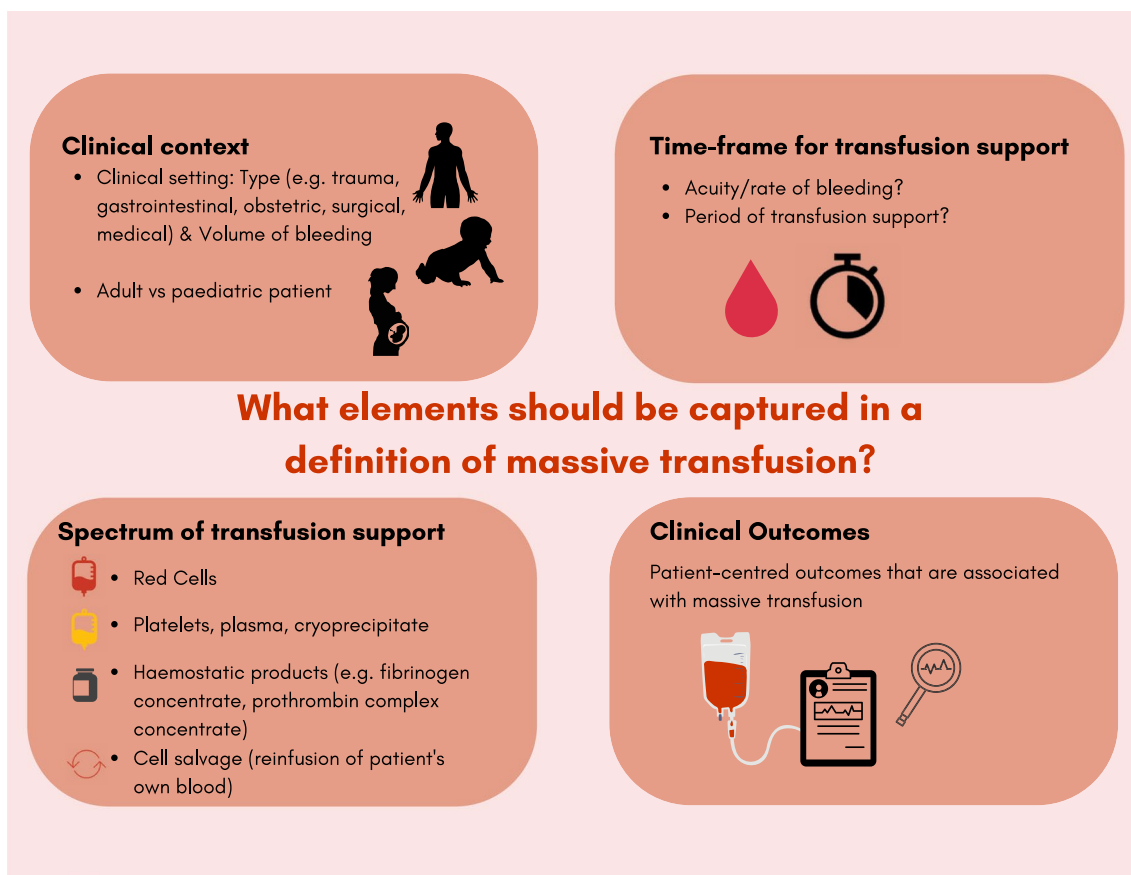 Clinical context
• Clinical setting: Type (e.g. trauma,
gastrointestinal, obstetric, surgical,
medical) & Volume of bleeding
• Adult vs paediatric patient
Time-frame for transfusion support
• Acuity/rate of bleeding?
• Period of transfusion support?
What elements should be captured in a
definition of massive transfusion?
Spectrum of transfusion support
• Red Cells
• Platelets, plasma, cryoprecipitate
• Haemostatic products (e.g. fibrinogen
concentrate, prothrombin complex
concentrate)
• Cell salvage (reinfusion of patient's
own blood)
Clinical Outcomes
Patient-centred outcomes that are associated
with massive transfusion